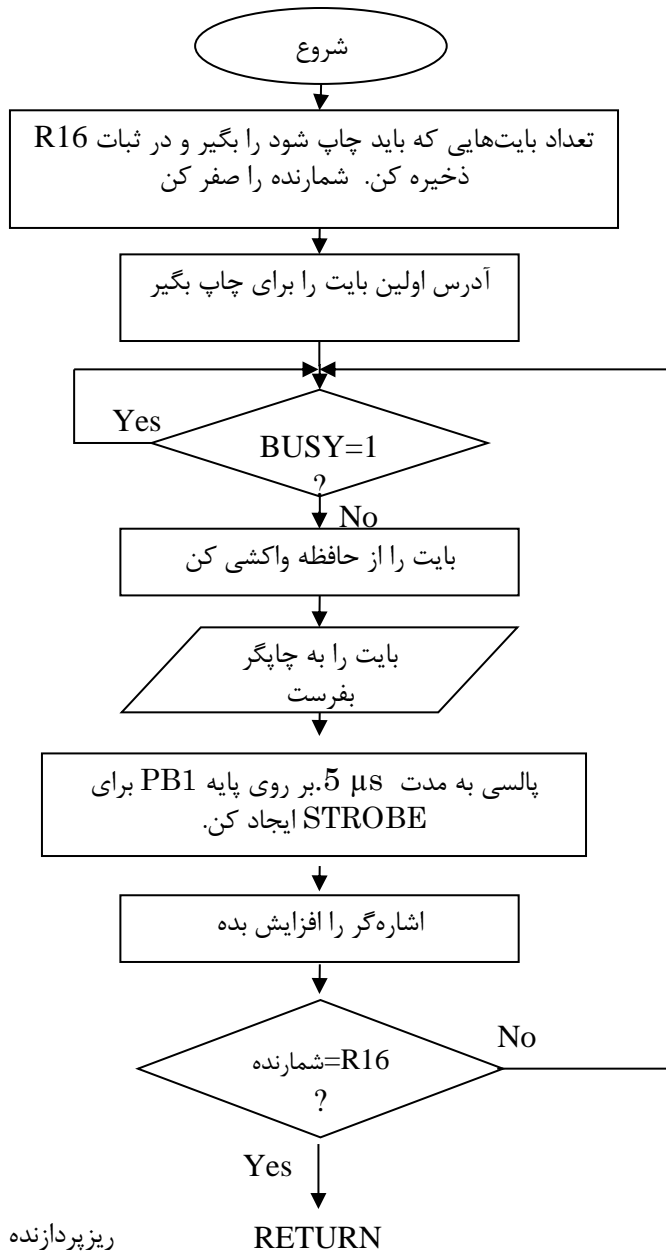 شروع
تعداد بایت‌هایی که باید چاپ شود را بگیر و در ثبات R16
ذخیره کن. شمارنده را صفر کن
آدرس اولین بایت را برای چاپ بگیر
Yes
BUSY=1
?
No
بایت را از حافظه واکشی کن
بایت را به چاپگر
بفرست
پالسی به مدت 5 µs.بر روی پایه PB1 برای
STROBE ایجاد کن.
اشاره‌گر را افزایش بده
No
شمارنده=R16
?
Yes
RETURN
ریزپردازنده